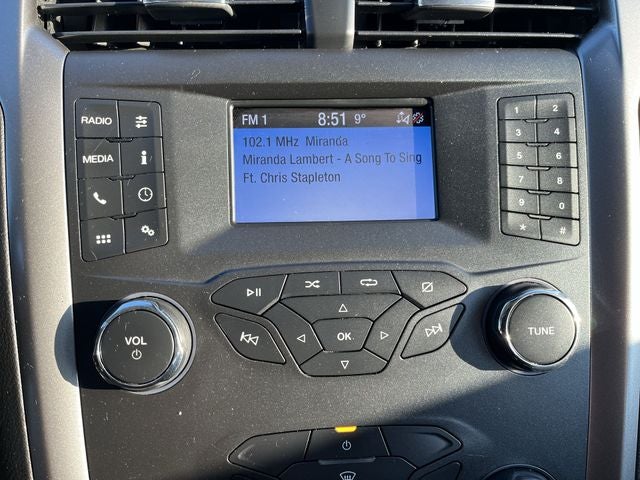 FM 1 8:51 9°
102.1 MHz Miranda
Miranda Lambert - A Song To Sing
Ft. Chris Stapleton
RADIO
MEDIA i
1 2
3 4
5 6
7 8
9 0
* #
VOL
OK
TUNE